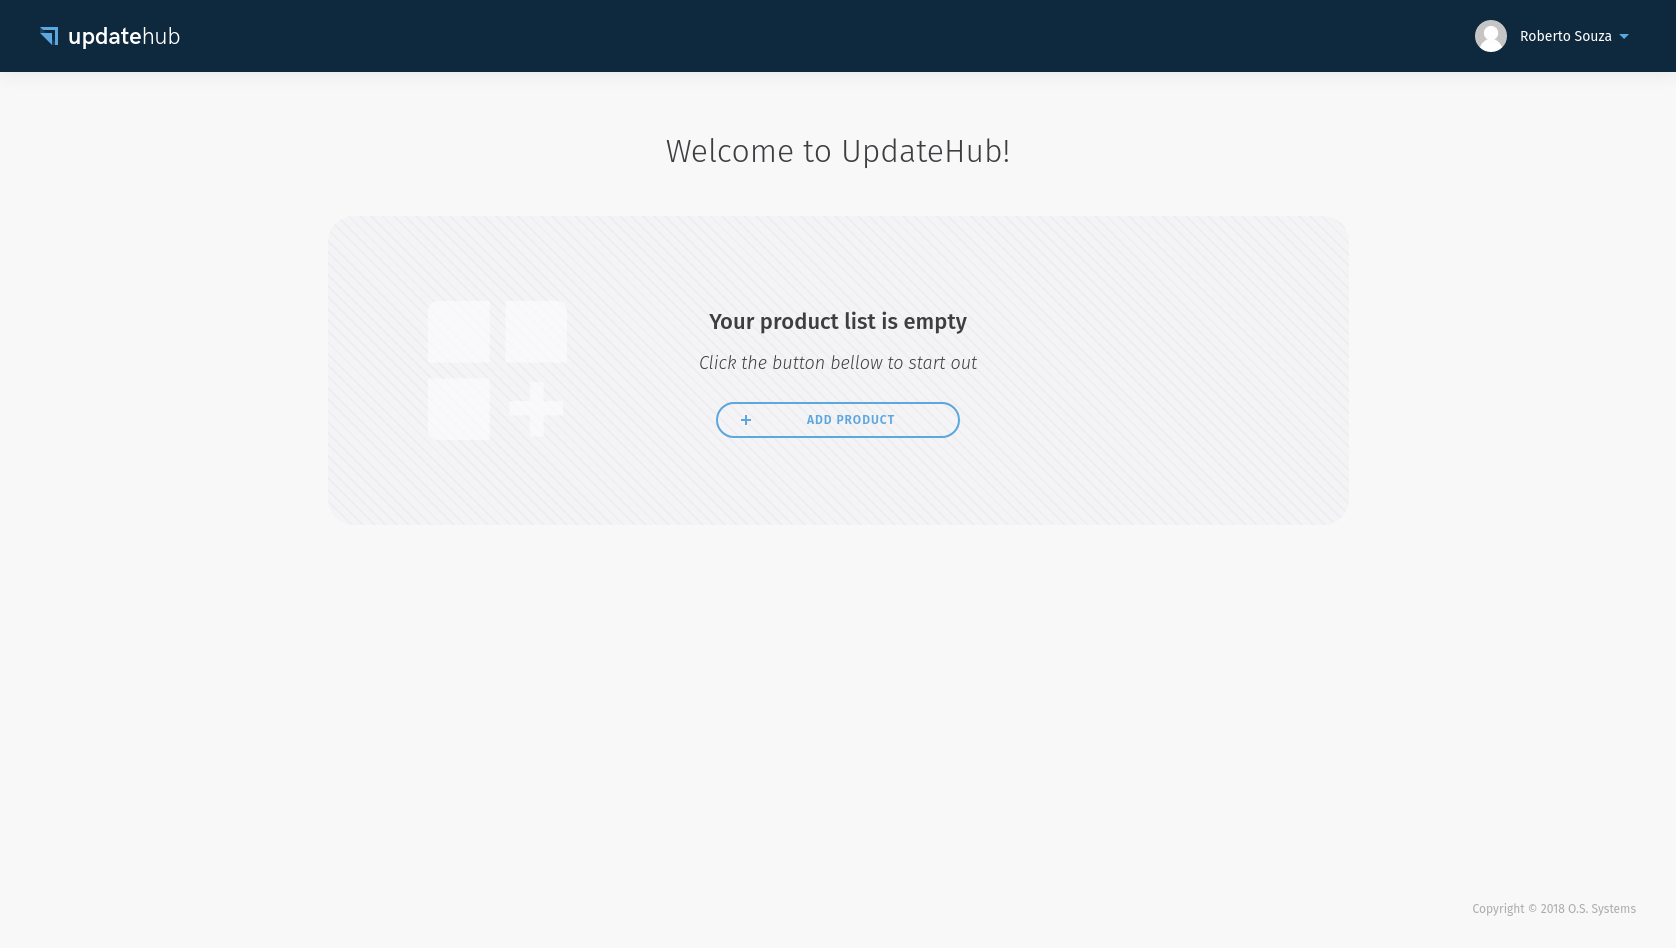 updatehub
Roberto Souza
Welcome to UpdateHub!
Your product list is empty
Click the button bellow to start out
+ ADD PRODUCT
Copyright © 2018 O.S. Systems